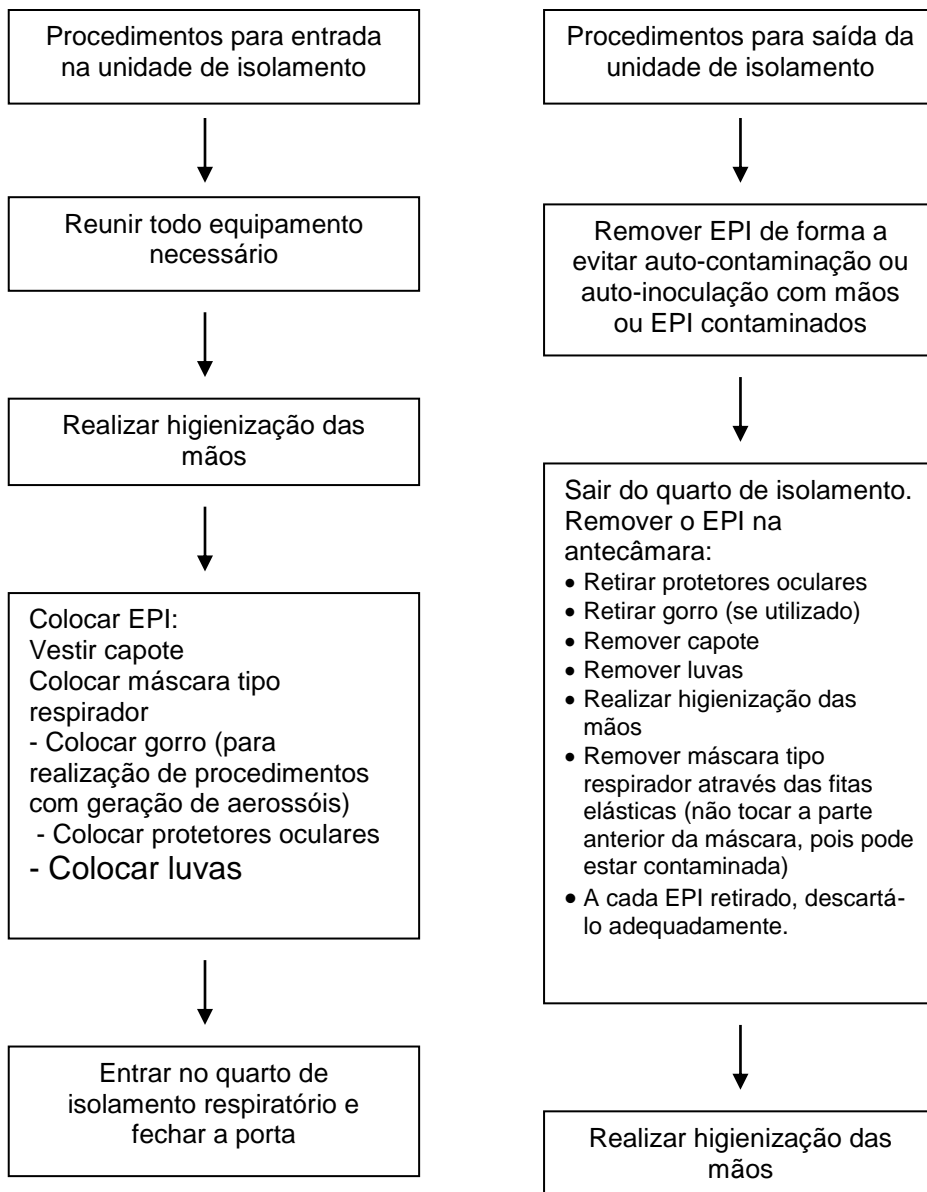 Procedimentos para entrada
na unidade de isolamento
Reunir todo equipamento
necessário
Realizar higienização das
mãos
Colocar EPI:
Vestir capote
Colocar máscara tipo
respirador
- Colocar gorro (para
realização de procedimentos
com geração de aerossóis)
- Colocar protetores oculares
- Colocar luvas
Entrar no quarto de
isolamento respiratório e
fechar a porta
Procedimentos para saída da
unidade de isolamento
Remover EPI de forma a
evitar auto-contaminação ou
auto-inoculação com mãos
ou EPI contaminados
Sair do quarto de isolamento.
Remover o EPI na
antecâmara:
• Retirar protetores oculares
• Retirar gorro (se utilizado)
• Remover capote
• Remover luvas
• Realizar higienização das
mãos
• Remover máscara tipo
respirador através das fitas
elásticas (não tocar a parte
anterior da máscara, pois pode
estar contaminada)
• A cada EPI retirado, descartá-
lo adequadamente.
Realizar higienização das
mãos